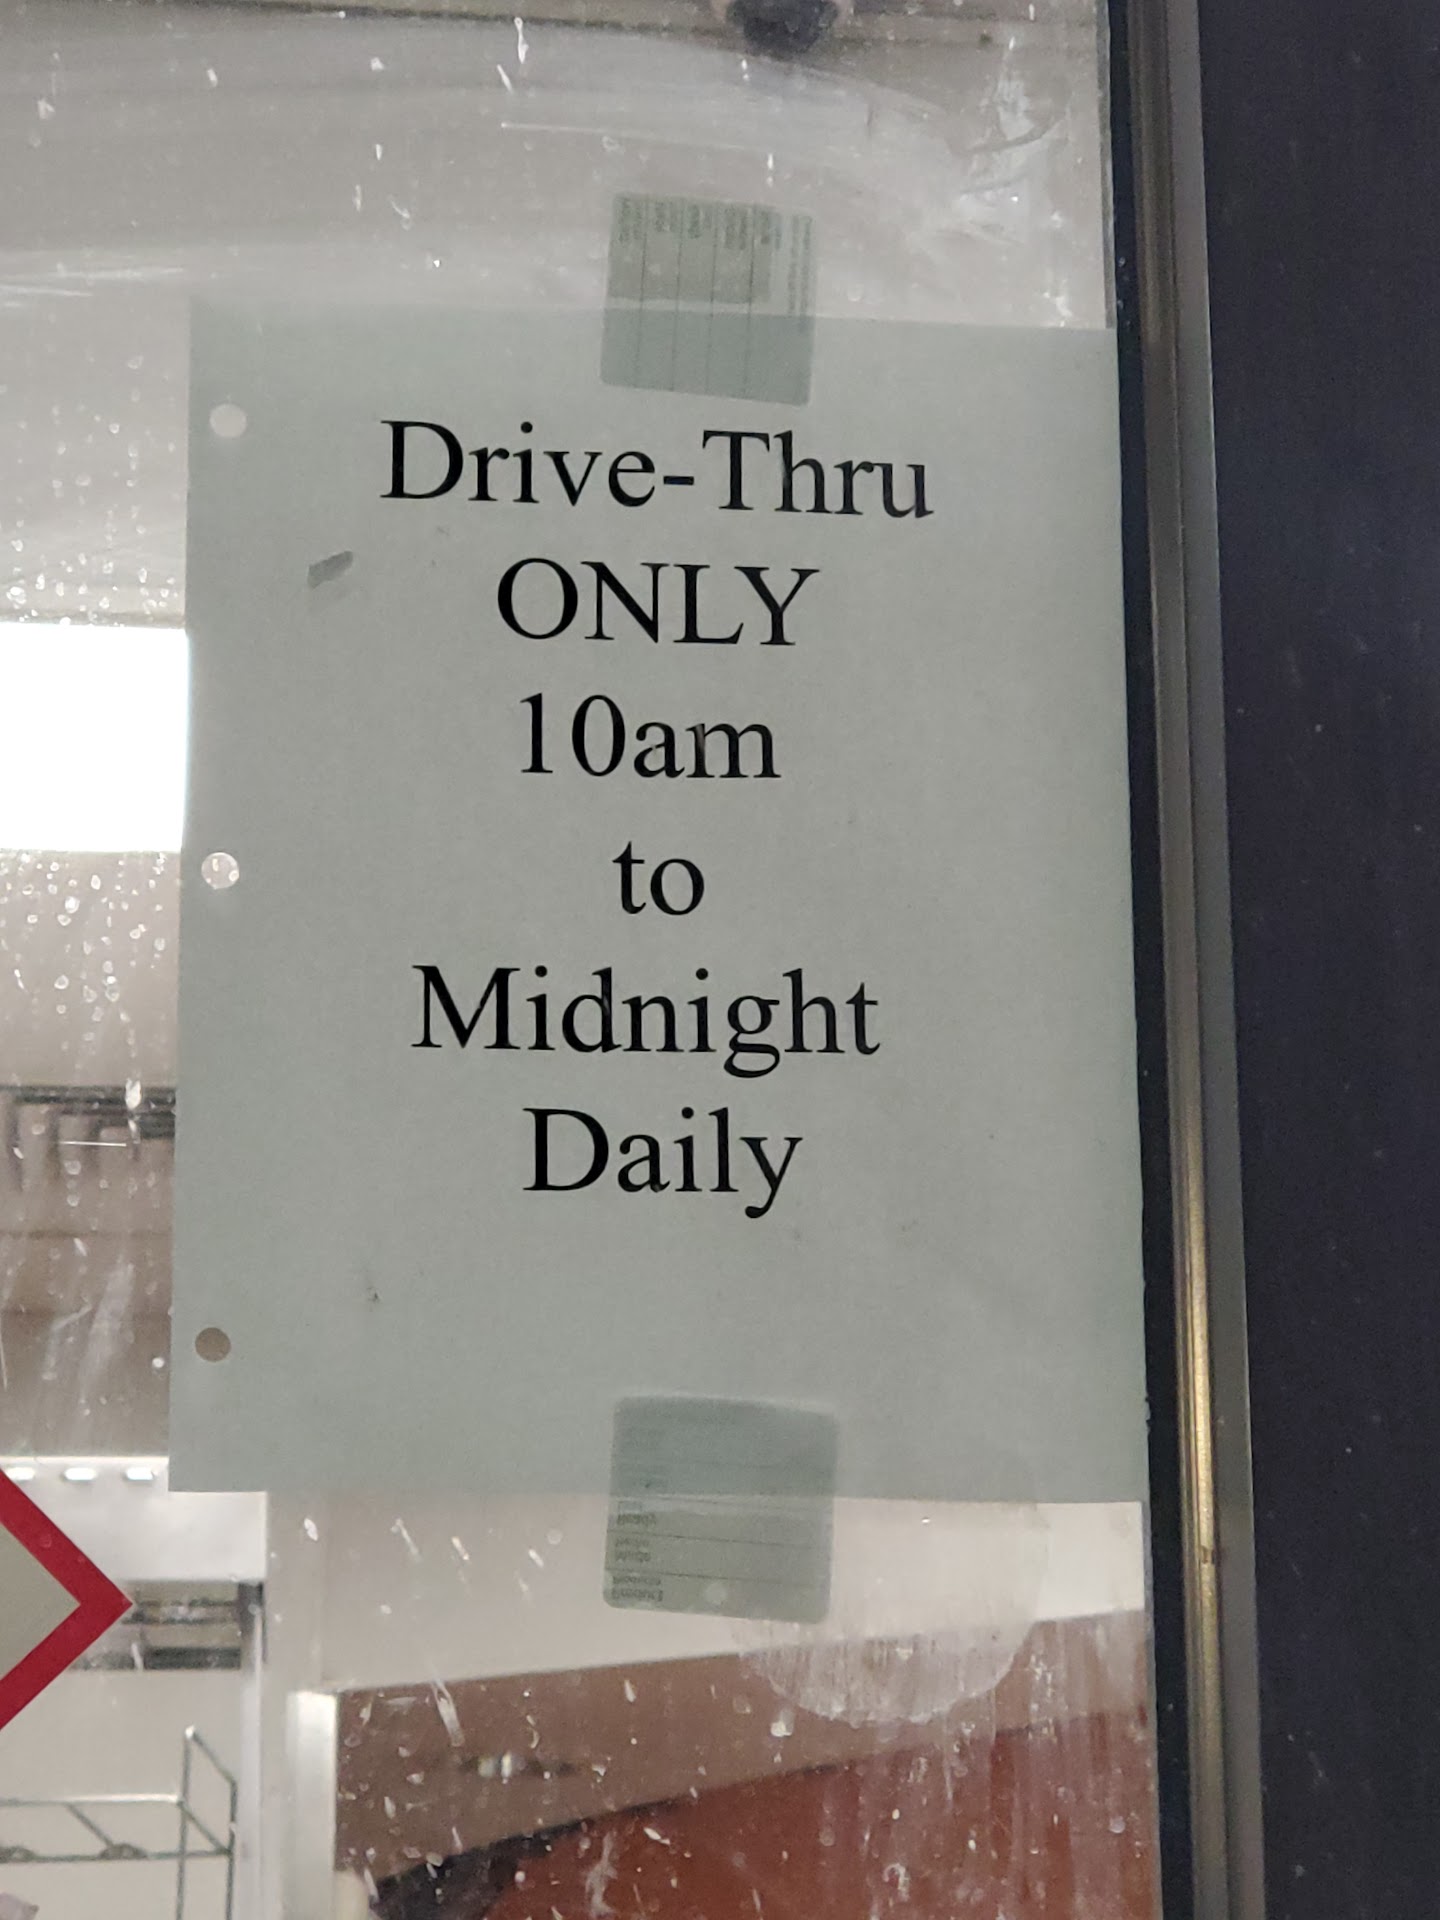 Drive-Thru
ONLY
10am
to
Midnight
Daily